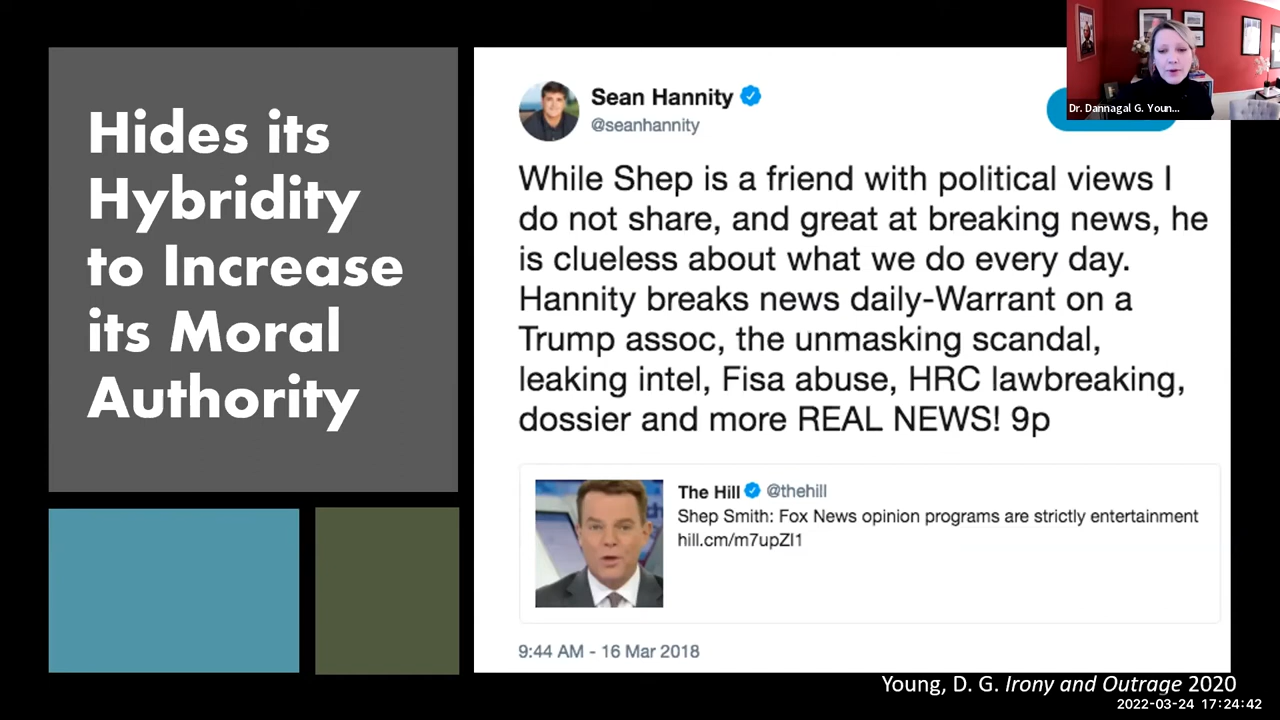 Hides its
Hybridity
to Increase
its Moral
Authority
Sean Hannity
@seanhannity
While Shep is a friend with political views I
do not share, and great at breaking news, he
is clueless about what we do every day.
Hannity breaks news daily-Warrant on a
Trump assoc, the unmasking scandal,
leaking intel, Fisa abuse, HRC lawbreaking,
dossier and more REAL NEWS! 9p
The Hill @thehill
Shep Smith: Fox News opinion programs are strictly entertainment
hill.cm/m7upZI1
9:44 AM - 16 Mar 2018
Dr. Dannagal G. Youn...
Young, D. G. Irony and Outrage 2020
2022-03-24 17:24:42